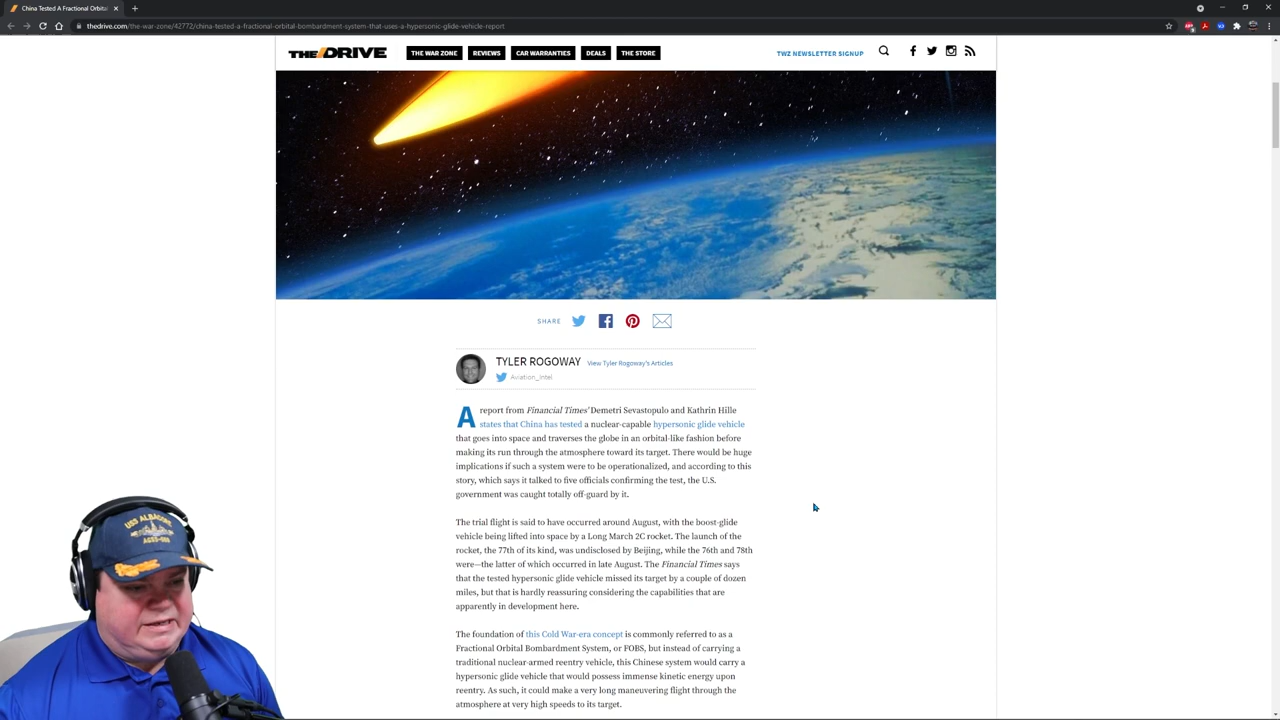 China Tested A Fractional Orbita
thedrive.com/the-war-zone/42772/china-tested-a-fractional-orbital-bombardment-system-that-uses-a-hypersonic-glide-vehicle-report
THE DRIVE
THE WAR ZONE
REVIEWS
CAR WARRANTIES
DEALS
THE STORE
TWZ NEWSLETTER SIGNUP
SHARE
TYLER ROGOWAY View Tyler Rogoway's Articles
Aviation_Intel
A report from Financial Times' Demetri Sevastopulo and Kathrin Hille
states that China has tested a nuclear-capable hypersonic glide vehicle
that goes into space and traverses the globe in an orbital-like fashion before
making its run through the atmosphere toward its target. There would be huge
implications if such a system were to be operationalized, and according to this
story, which says it talked to five officials confirming the test, the U.S.
government was caught totally off-guard by it.
The trial flight is said to have occurred around August, with the boost-glide
vehicle being lifted into space by a Long March 2C rocket. The launch of the
rocket, the 77th of its kind, was undisclosed by Beijing, while the 76th and 78th
were—the latter of which occurred in late August. The Financial Times says
that the tested hypersonic glide vehicle missed its target by a couple of dozen
miles, but that is hardly reassuring considering the capabilities that are
apparently in development here.
The foundation of this Cold War-era concept is commonly referred to as a
Fractional Orbital Bombardment System, or FOBS, but instead of carrying a
traditional nuclear-armed reentry vehicle, this Chinese system would carry a
hypersonic glide vehicle that would possess immense kinetic energy upon
reentry. As such, it could make a very long maneuvering flight through the
atmosphere at very high speeds to its target.
USS ALBACORE
AGSS-569